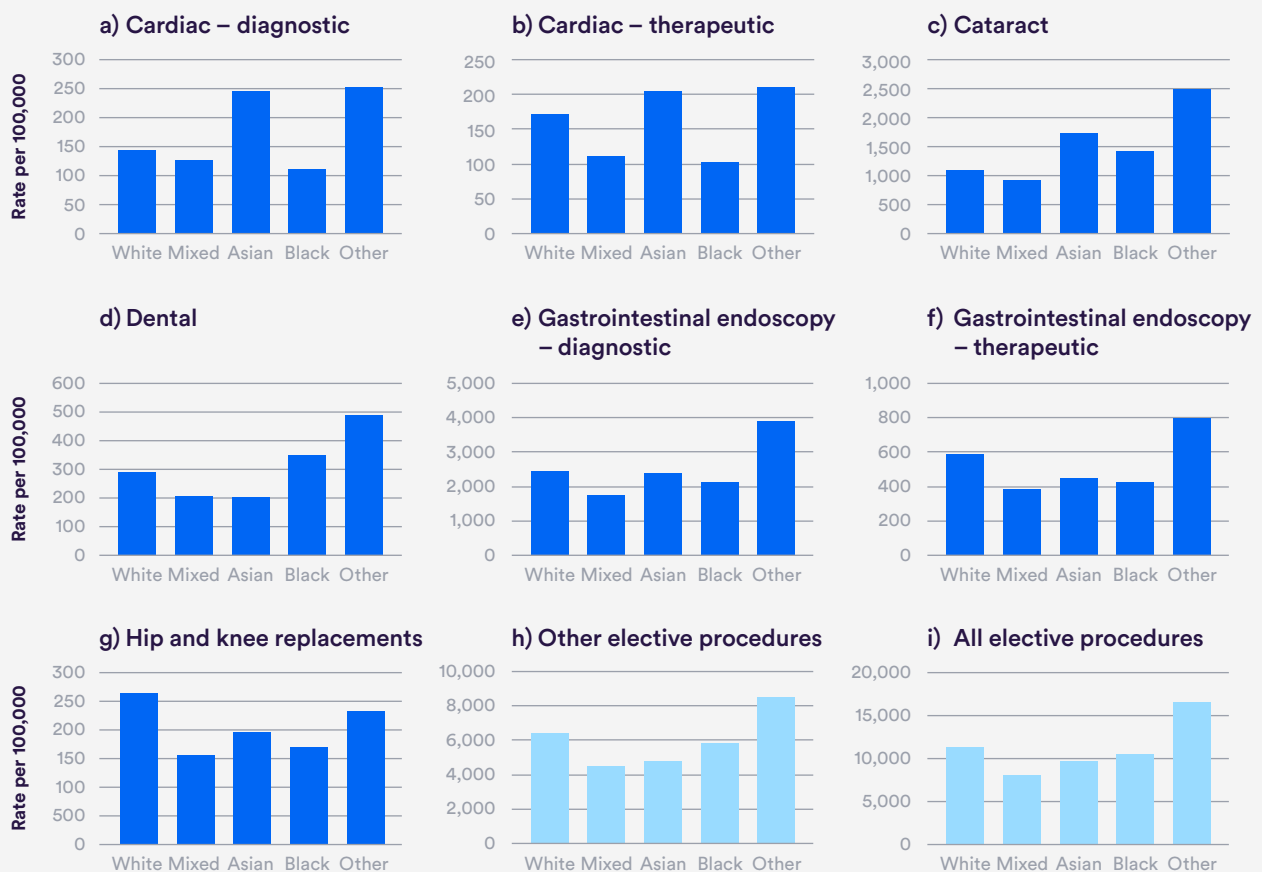 a) Cardiac – diagnostic
Rate per 100,000
300
250
200
150
100
50
0
White Mixed Asian Black Other
b) Cardiac – therapeutic
250
200
150
100
50
0
White Mixed Asian Black Other
c) Cataract
3,000
2,500
2,000
1,500
1,000
500
0
White Mixed Asian Black Other
d) Dental
Rate per 100,000
600
500
400
300
200
100
0
White Mixed Asian Black Other
e) Gastrointestinal endoscopy
– diagnostic
5,000
4,000
3,000
2,000
1,000
0
White Mixed Asian Black Other
f) Gastrointestinal endoscopy
– therapeutic
1,000
800
600
400
200
0
White Mixed Asian Black Other
g) Hip and knee replacements
Rate per 100,000
300
250
200
150
100
500
0
White Mixed Asian Black Other
h) Other elective procedures
10,000
8,000
6,000
4,000
2,000
0
White Mixed Asian Black Other
i) All elective procedures
20,000
15,000
10,000
5,000
0
White Mixed Asian Black Other